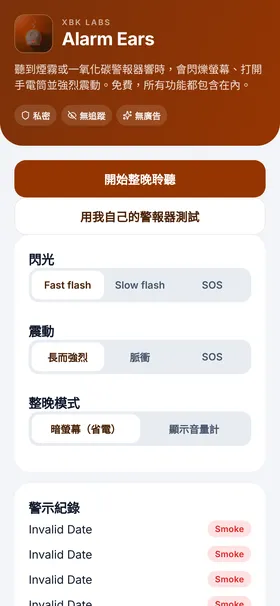 XBK LABS
Alarm Ears
聽到煙霧或一氧化碳警報器響時，會閃爍螢幕、打開
手電筒並強烈震動。免費，所有功能都包含在內。
私密
無追蹤
無廣告
開始整晚聆聽
用我自己的警報器測試
閃光
Fast flash
Slow flash
SOS
震動
長而強烈
脈衝
SOS
整晚模式
暗螢幕（省電）
顯示音量計
警示紀錄
Invalid Date
Smoke
Invalid Date
Smoke
Invalid Date
Smoke
Invalid Date
Smoke